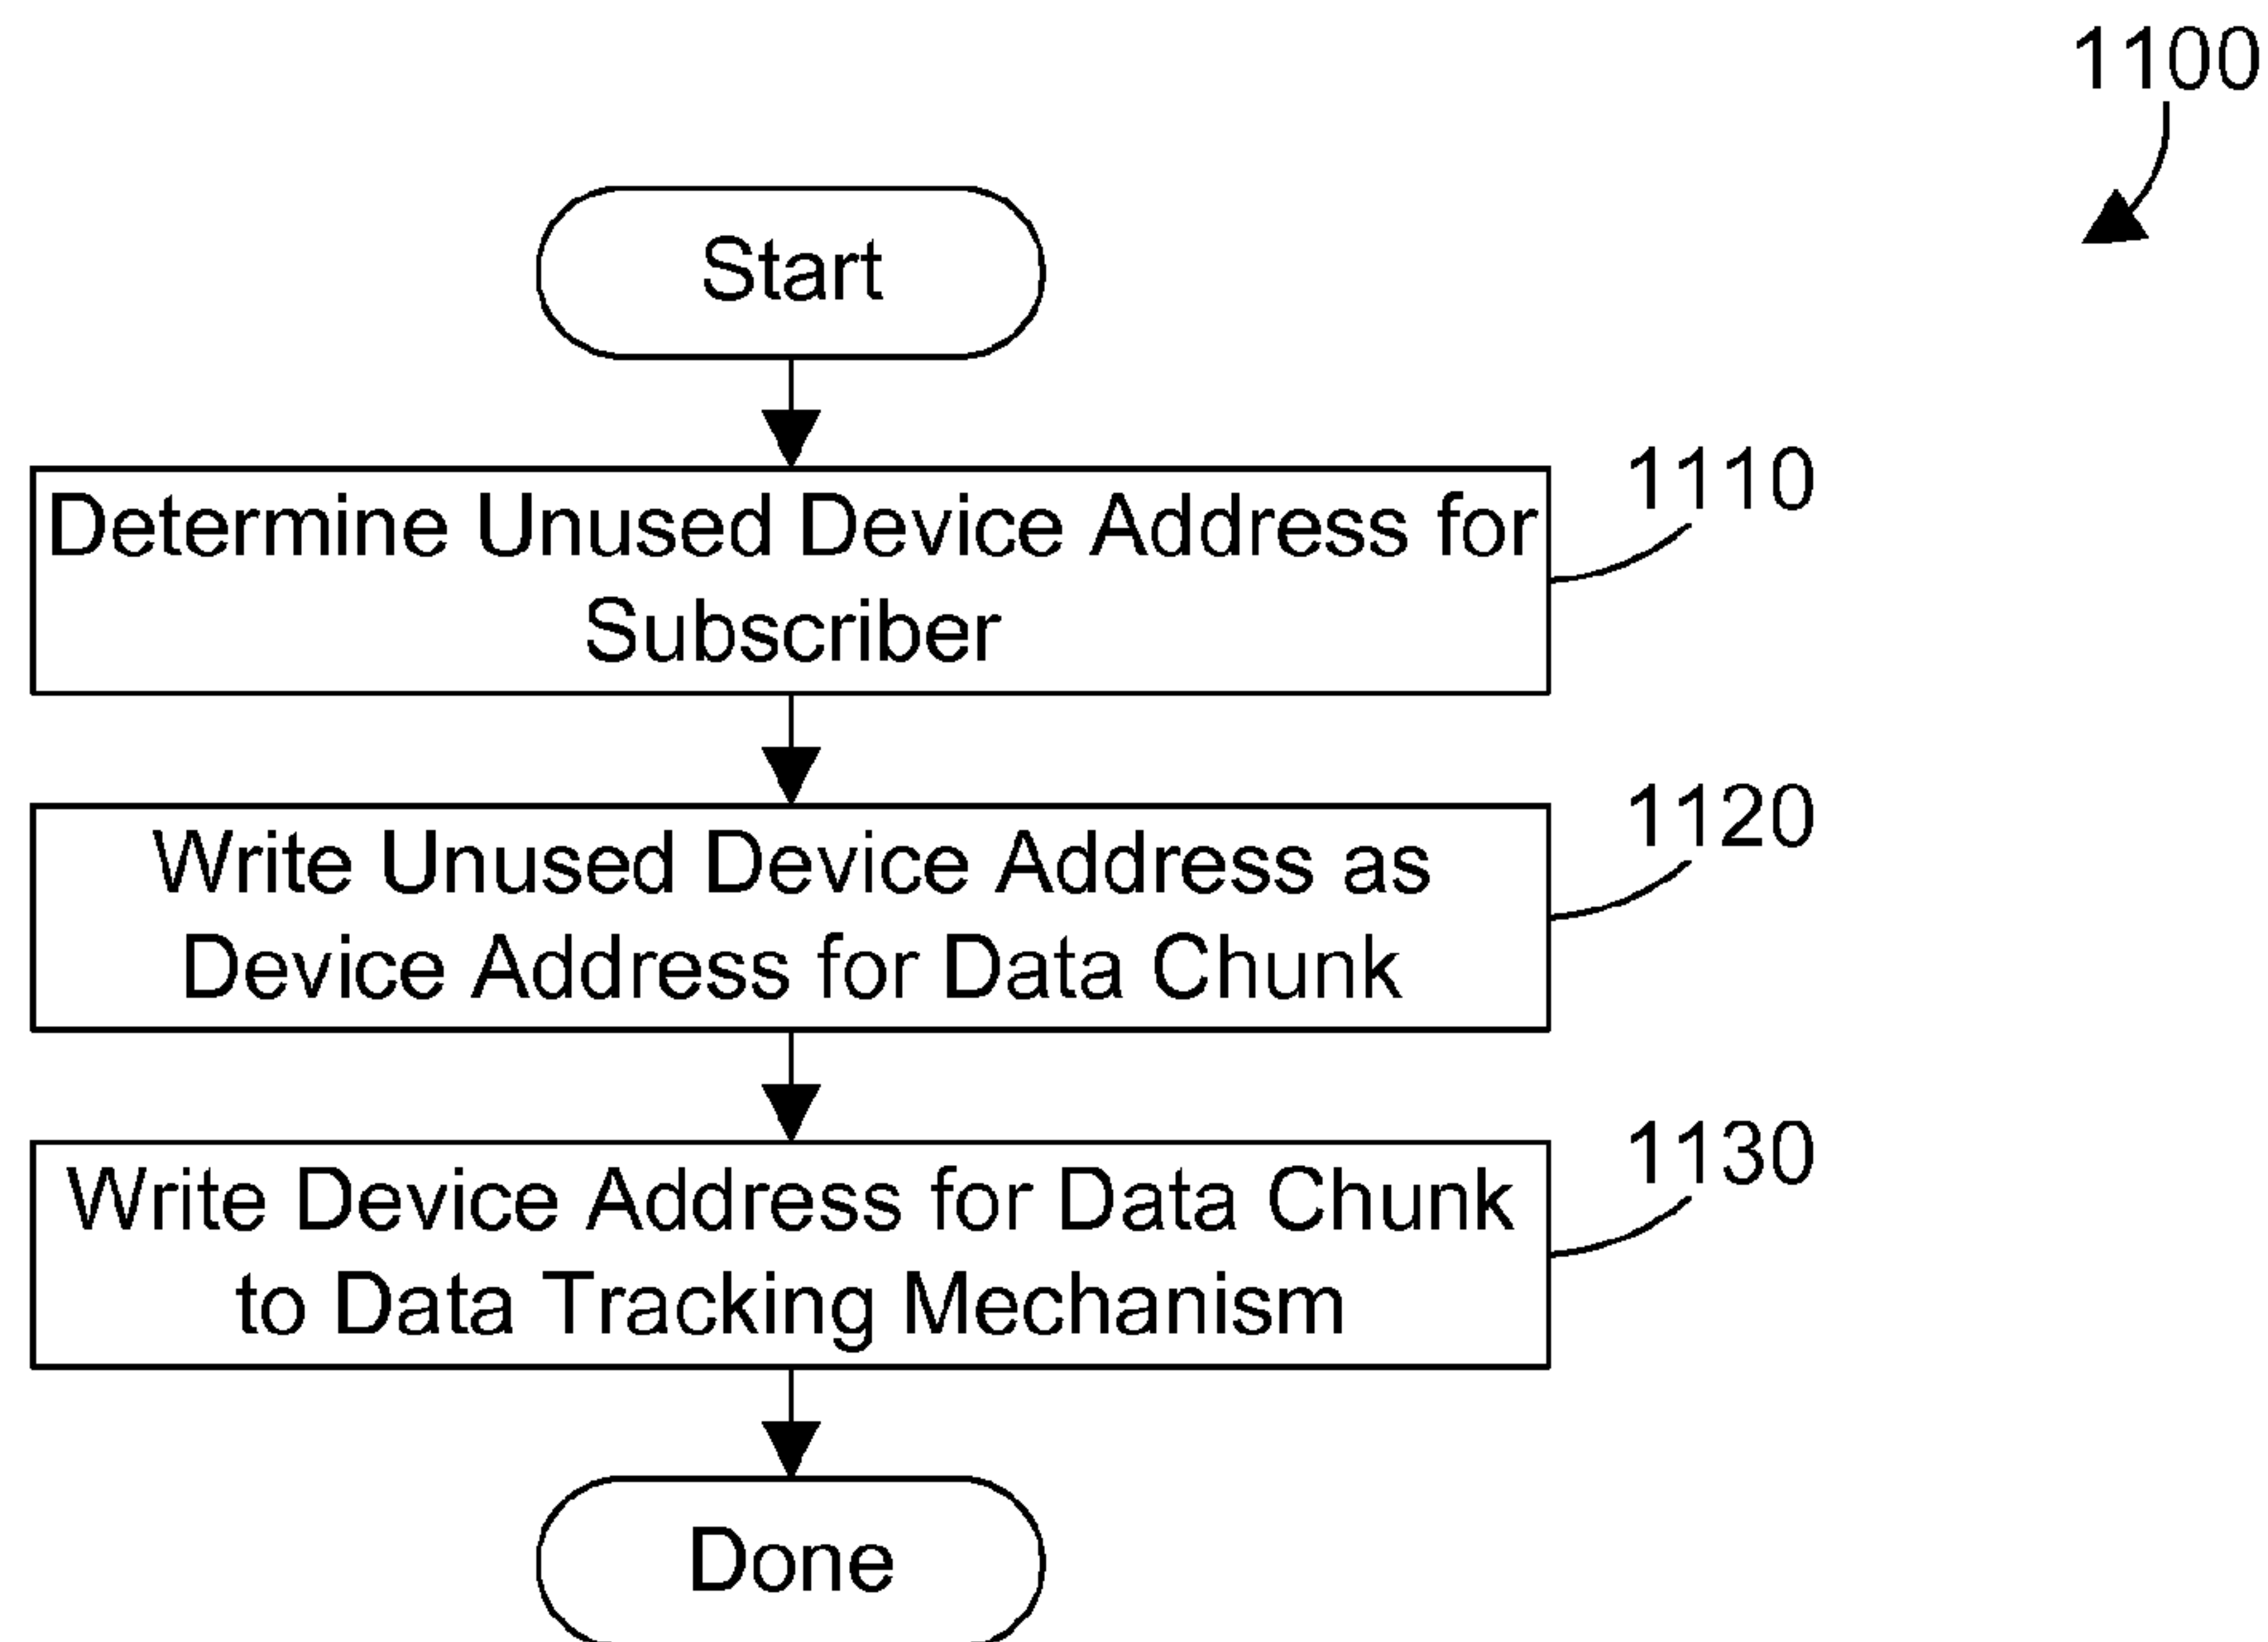 1100
Start
Determine Unused Device Address for
Subscriber
1110
Write Unused Device Address as
Device Address for Data Chunk
1120
Write Device Address for Data Chunk
to Data Tracking Mechanism
1130
Done